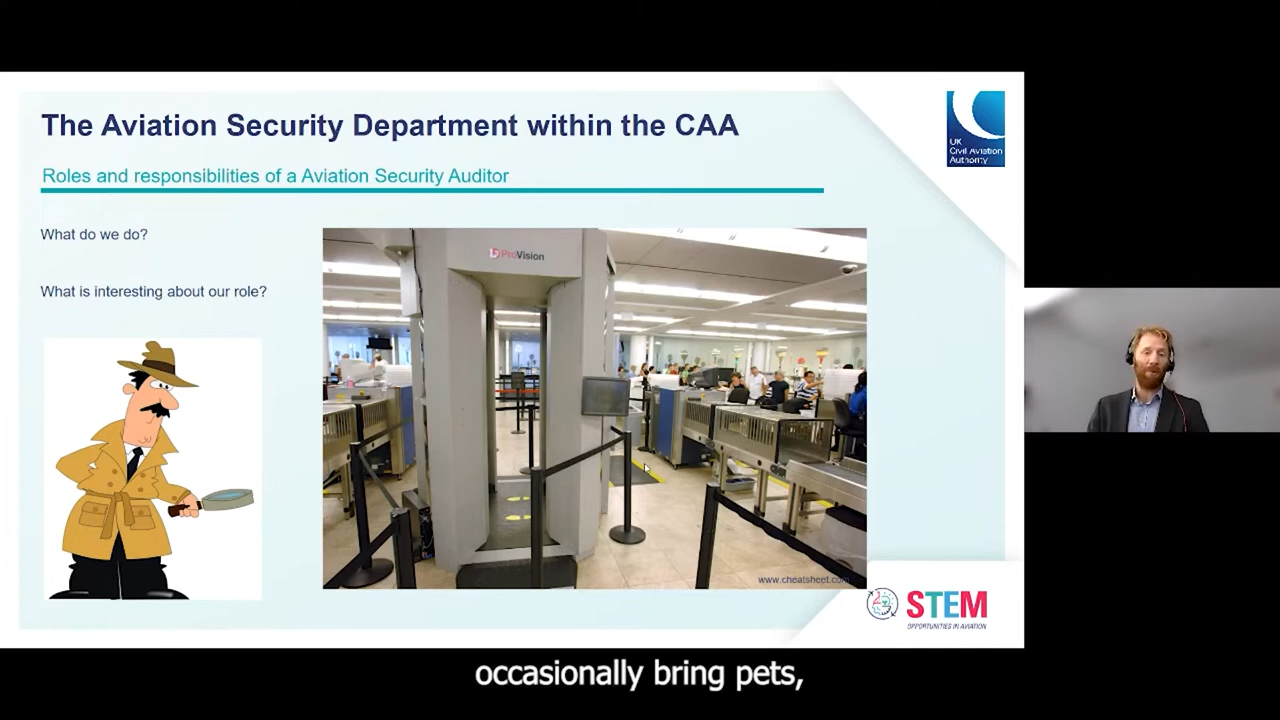 The Aviation Security Department within the CAA
UK
Civil Aviation
Authority
Roles and responsibilities of a Aviation Security Auditor
What do we do?
What is interesting about our role?
ProVision
www.cheatsheet.com
STEM
OPPORTUNITIES IN AVIATION
occasionally bring pets,